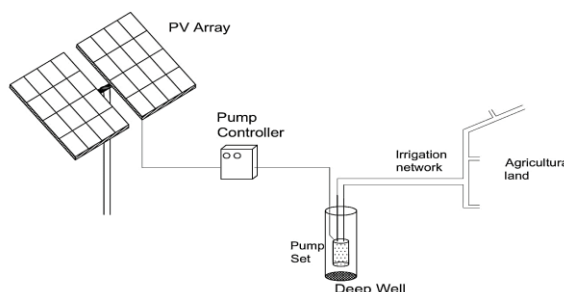 PV Array
Pump
Controller
Irrigation
network
Agricultura
land
Pump
Set
Deep Well